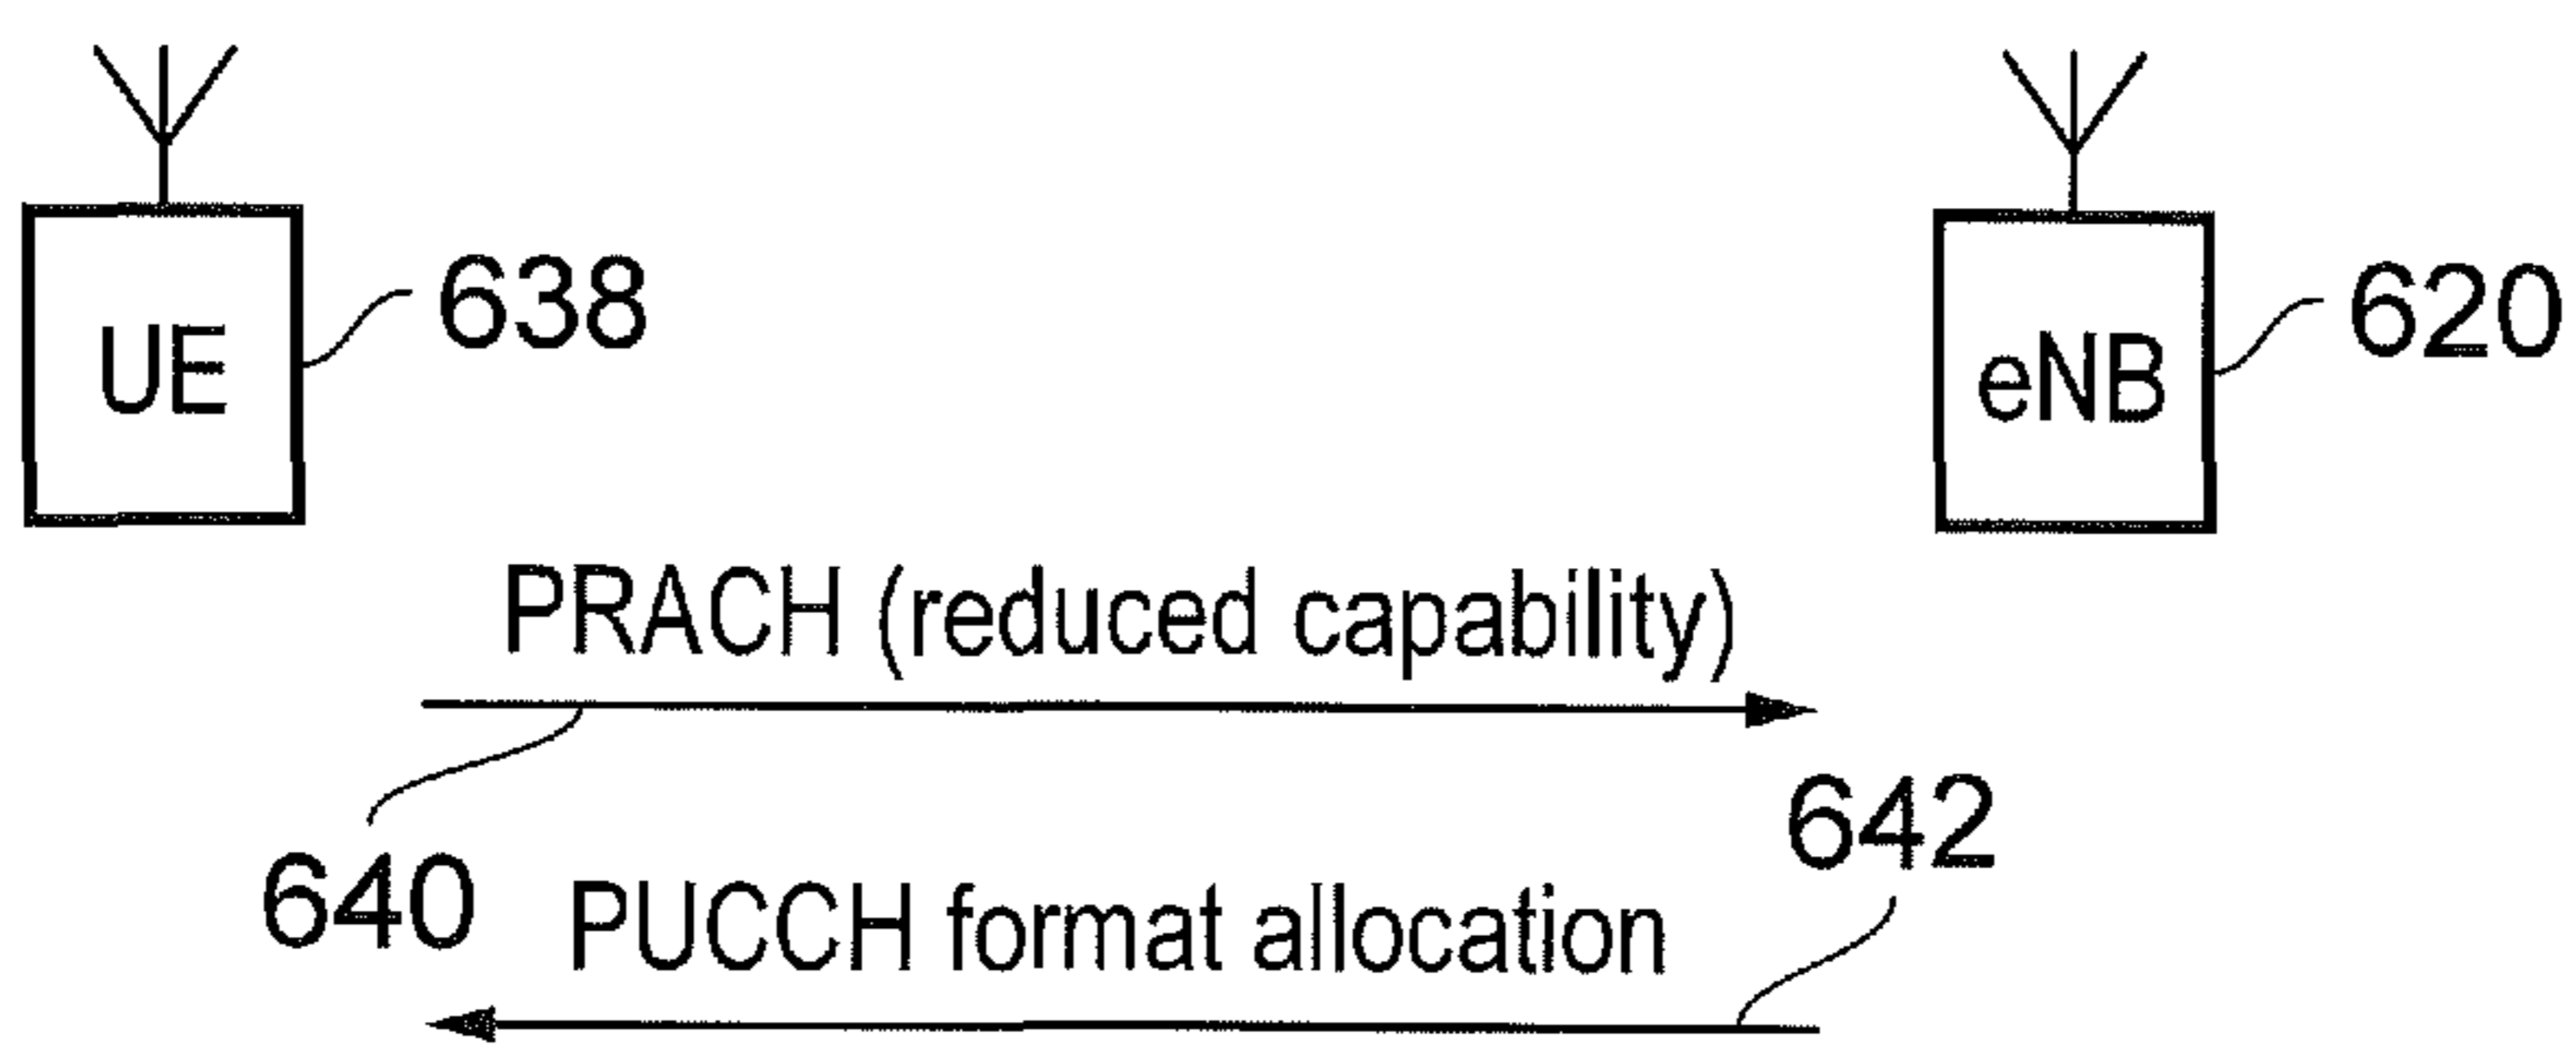 UE
638
eNB
620
PRACH (reduced capability)
640
642
PUCCH format allocation